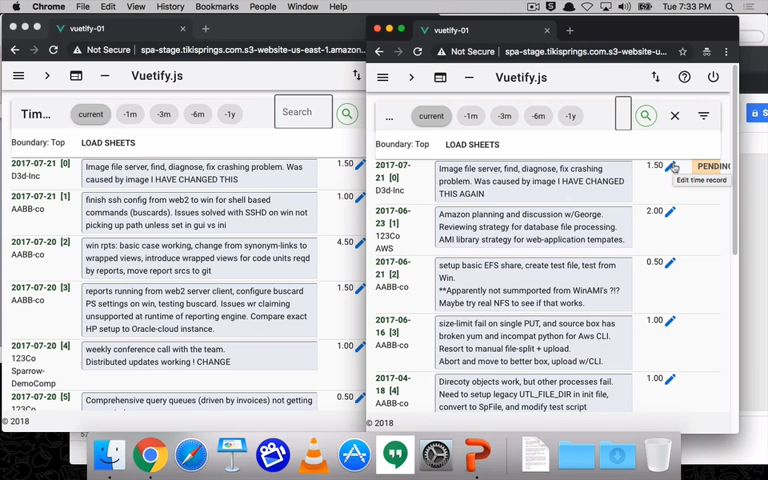 Chrome File Edit View History Bookmarks People Window Help
Tue 7:33 PM
vuetify-01
Not Secure | spa-stage.tikisprings.com.s3-website-us-east-1.amazon...
Vuetify.js
Tim...
current
-1m
-3m
-6m
-1y
Search
Boundary: Top
LOAD SHEETS
2017-07-21 [0]
D3d-Inc
Image file server, find, diagnose, fix crashing problem. Was
caused by image I HAVE CHANGED THIS
1.50
2017-07-21 [1]
AABB-co
finish ssh config from web2 to win for shell based
commands (buscards). Issues solved with SSHD on win not
picking up path unless set in gui vs ini
1.00
2017-07-20 [2]
AABB-co
win rpts: basic case working, change from synonym-links to
wrapped views, introduce wrapped views for code units reqd
by reports, move report srcs to git
4.50
2017-07-20 [3]
AABB-co
reports running from web2 server client, configure buscard
PS settings on win, testing buscard. Issues wr claiming
unsupported at runtime of reporting engine. Compare exact
HP setup to Oracle-cloud instance.
1.50
2017-07-20 [4]
123Co
Sparrow-
DemoComp
weekly conference call with the team.
Distributed updates working ! CHANGE
1.00
2017-07-20 [5]
123Co
Comprehensive query queues (driven by invoices) not getting
0.50
© 2018
vuetify-01
Not Secure | spa-stage.tikisprings.com.s3-website-u...
Vuetify.js
...
current
-1m
-3m
-6m
-1y
Boundary: Top
LOAD SHEETS
2017-07-
21 [0]
D3d-Inc
Image file server, find, diagnose, fix crashing
problem. Was caused by image I HAVE CHANGED
THIS AGAIN
1.50
PENDING
Edit time record
2017-06-
23 [1]
123Co
AWS
Amazon planning and discussion w/George.
Reviewing strategy for database file processing.
AMI library strategy for web-application tempates.
2.00
2017-06-
21 [2]
AABB-co
setup basic EFS share, create test file, test from
Win.
**Apparently not summported from WinAMI's ?!?
Maybe try real NFS to see if that works.
0.50
2017-06-
16 [3]
AABB-co
size-limit fail on single PUT, and source box has
broken yum and incompat python for Aws CLI.
Resort to manual file-split + upload.
Abort and move to better box, upload w/CLI.
1.00
2017-04-
18 [4]
AABB-co
Direcoty objects work, but other processes fail.
Need to setup legacy UTL_FILE_DIR in init file,
convert to SpFile, and modify test script
1.00
© 2018